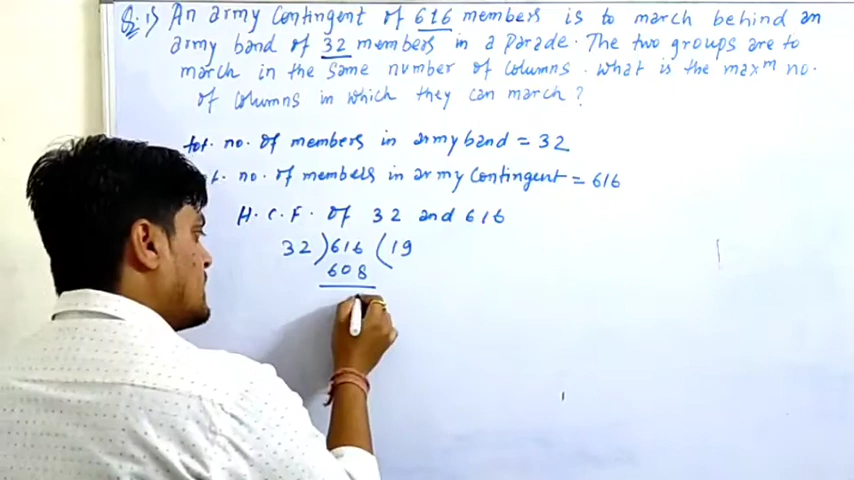 Q.1) An army contingent of 616 members is to march behind an
army band of 32 members in a parade. The two groups are to
march in the same number of columns. What is the maxᵐ no.
of columns in which they can march?
tot. no. of members in army band = 32
no. of members in army contingent = 616
H.C.F. of 32 and 616
32)616(19
608